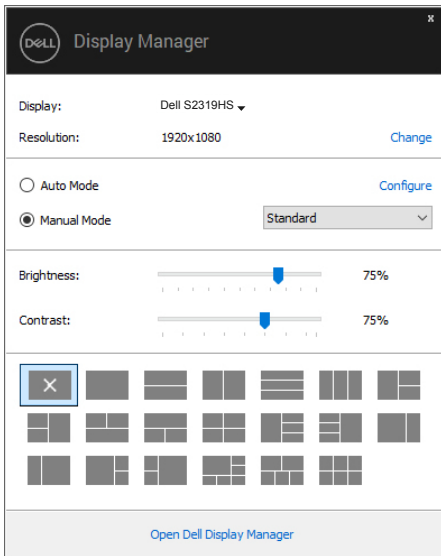 x
DELL Display Manager
Display: Dell S2319HS
Resolution: 1920x1080 Change
Auto Mode Configure
Manual Mode Standard
Brightness: 75%
Contrast: 75%
Open Dell Display Manager